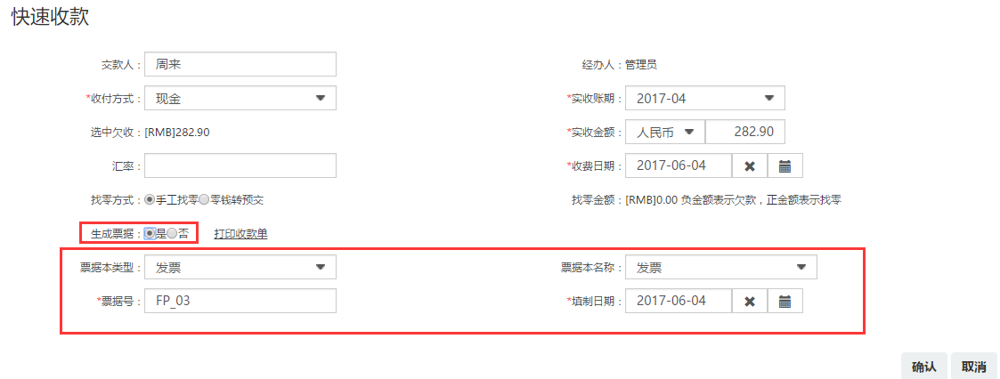 快速收款
交款人： 周来 经办人：管理员
*收付方式： 现金 *实收账期： 2017-04
选中欠收：[RMB]282.90 *实收金额： 人民币 282.90
汇率： *收费日期： 2017-06-04
找零方式： 手工找零 零钱转预交 找零金额：[RMB]0.00 负金额表示欠款，正金额表示找零
生成票据： 是 否 打印收款单
票据本类型： 发票 票据本名称： 发票
*票据号： FP_03 *填制日期： 2017-06-04
确认 取消